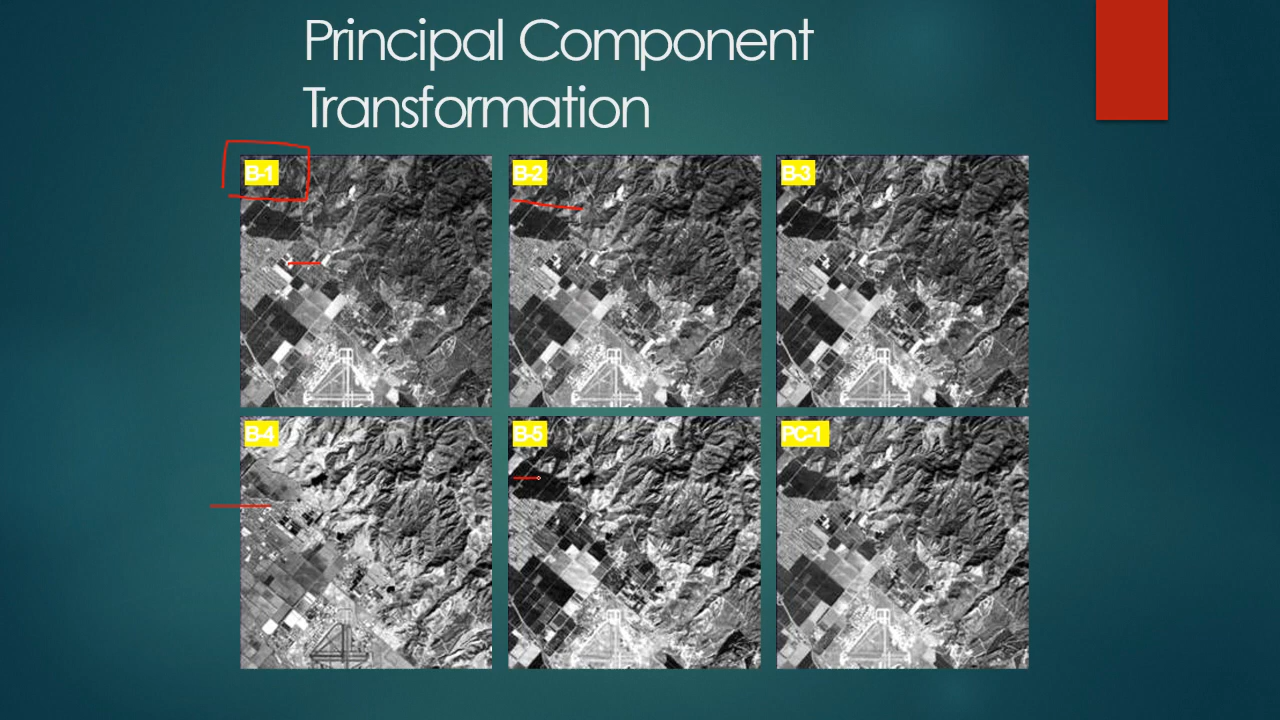 Principal Component
Transformation
B-1
B-2
B-3
B-4
B-5
PC-1